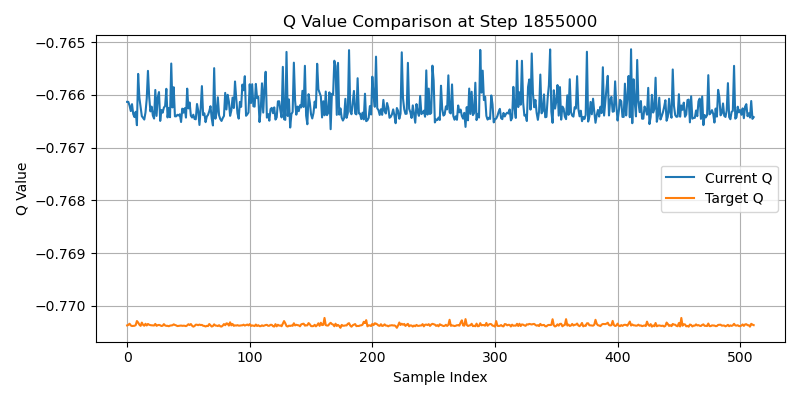 Q Value Comparison at Step 1855000
Q Value
−0.765
−0.766
−0.767
−0.768
−0.769
−0.770
Current Q
Target Q
0
100
200
300
400
500
Sample Index